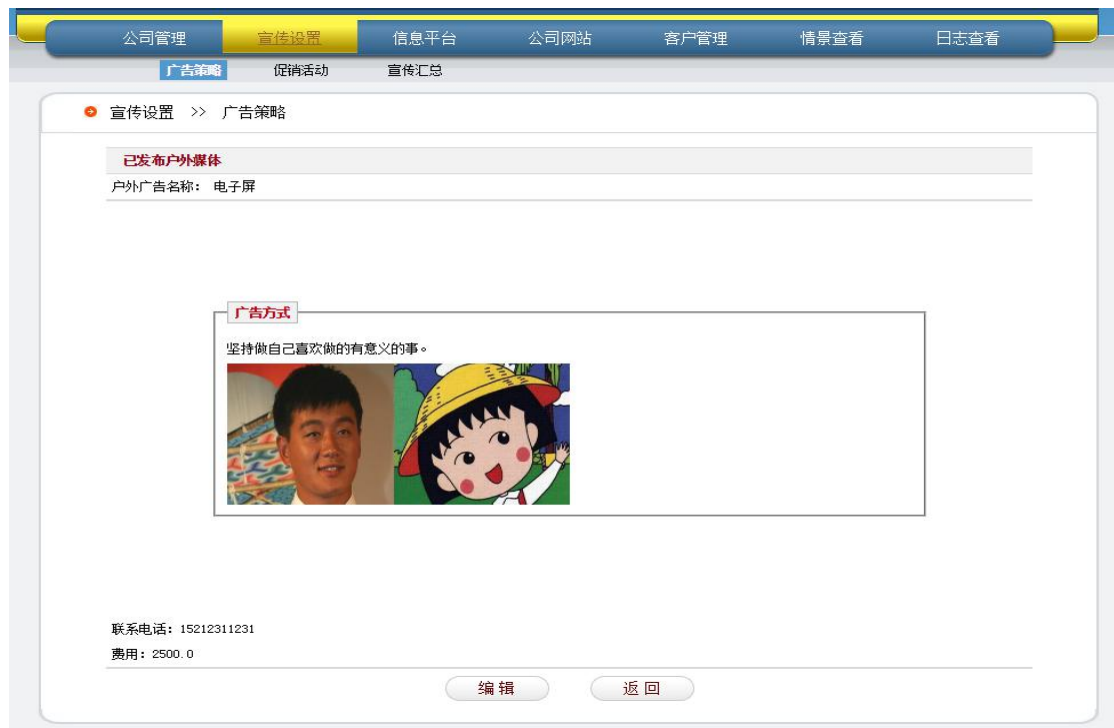 公司管理 宣传设置 信息平台 公司网站 客户管理 情景查看 日志查看
广告策略 促销活动 宣传汇总
宣传设置 >> 广告策略
已发布户外媒体
户外广告名称: 电子屏
广告方式
坚持做自己喜欢做的有意义的事。
联系电话: 15212311231
费用: 2500.0
编 辑 返 回